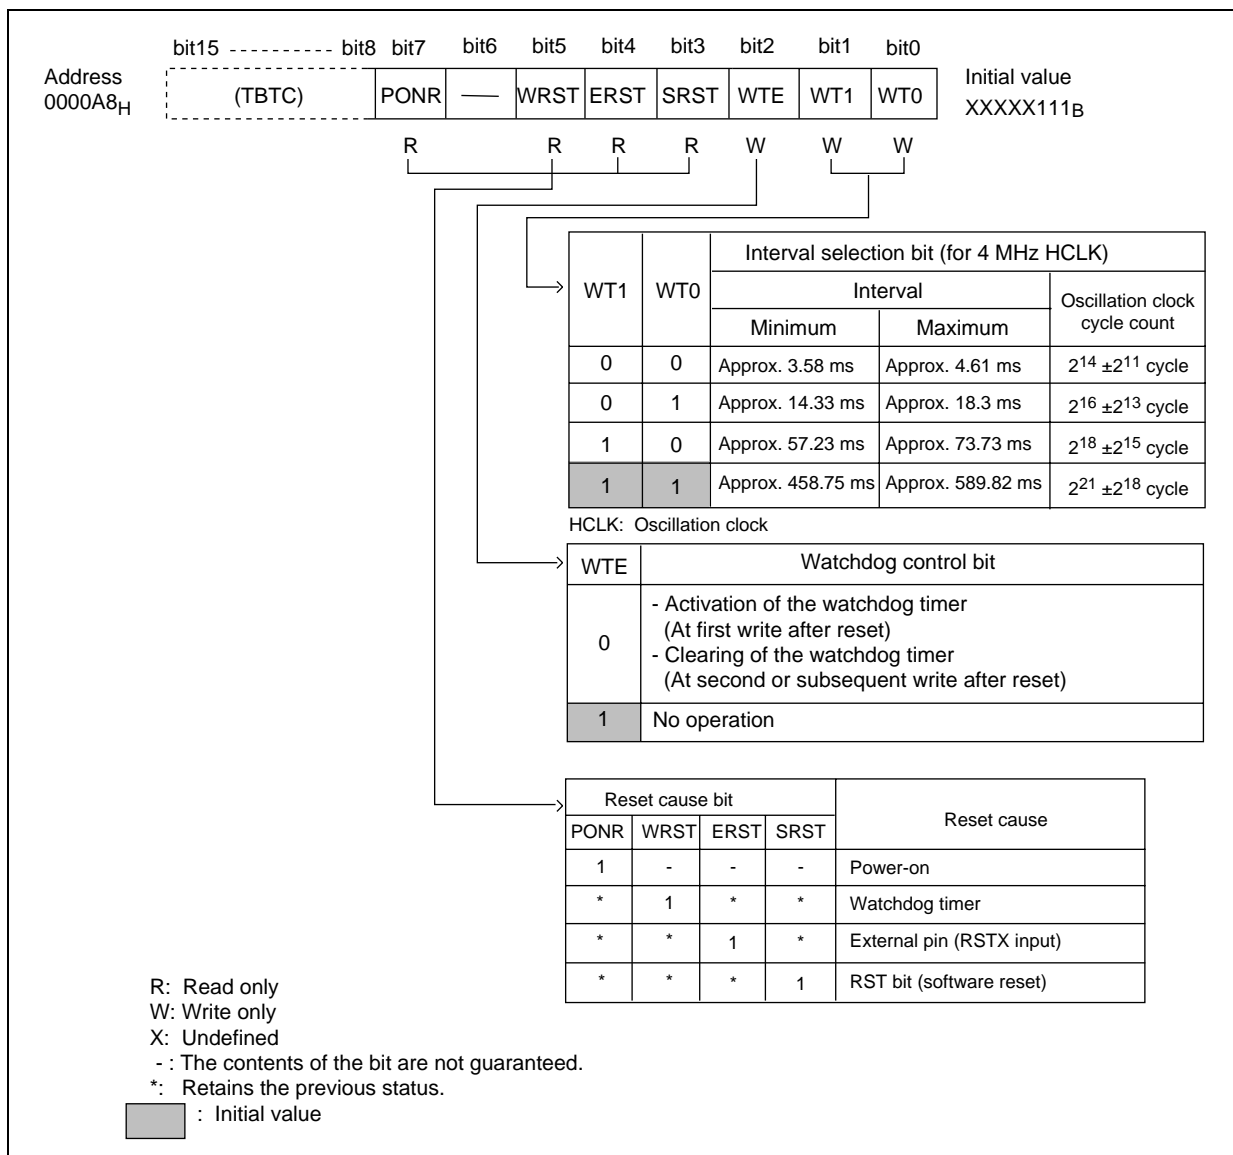 bit15 ----------- bit8 bit7 bit6 bit5 bit4 bit3 bit2 bit1 bit0
Address
0000A8H
(TBTC) PONR — WRST ERST SRST WTE WT1 WT0
Initial value
XXXXX111B
R R R R W W W
WT1 WT0 Interval selection bit (for 4 MHz HCLK)
Interval
Oscillation clock
cycle count
Minimum Maximum
0 0 Approx. 3.58 ms Approx. 4.61 ms 2^14 ±2^11 cycle
0 1 Approx. 14.33 ms Approx. 18.3 ms 2^16 ±2^13 cycle
1 0 Approx. 57.23 ms Approx. 73.73 ms 2^18 ±2^15 cycle
1 1 Approx. 458.75 ms Approx. 589.82 ms 2^21 ±2^18 cycle
HCLK: Oscillation clock
WTE Watchdog control bit
0
- Activation of the watchdog timer
(At first write after reset)
- Clearing of the watchdog timer
(At second or subsequent write after reset)
1 No operation
Reset cause bit Reset cause
PONR WRST ERST SRST
1 - - - Power-on
* 1 * * Watchdog timer
* * 1 * External pin (RSTX input)
* * * 1 RST bit (software reset)
R: Read only
W: Write only
X: Undefined
- : The contents of the bit are not guaranteed.
*: Retains the previous status.
: Initial value